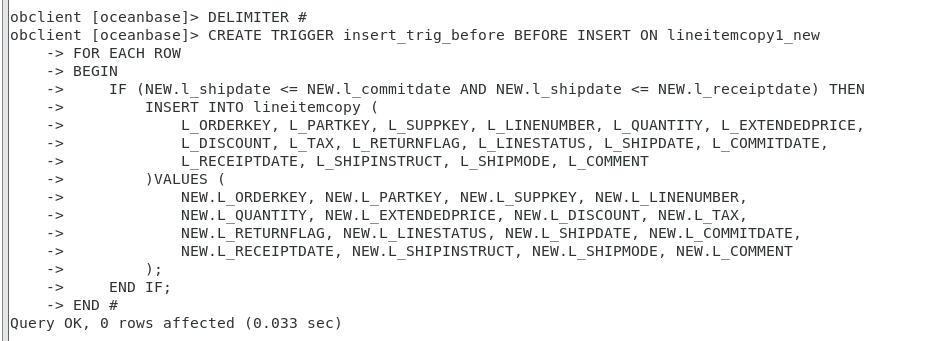 obclient [oceanbase]> DELIMITER #
obclient [oceanbase]> CREATE TRIGGER insert_trig_before BEFORE INSERT ON lineitemcopy1_new
    -> FOR EACH ROW
    -> BEGIN
    ->     IF (NEW.l_shipdate <= NEW.l_commitdate AND NEW.l_shipdate <= NEW.l_receiptdate) THEN
    ->         INSERT INTO lineitemcopy (
    ->             L_ORDERKEY, L_PARTKEY, L_SUPPKEY, L_LINENUMBER, L_QUANTITY, L_EXTENDEDPRICE,
    ->             L_DISCOUNT, L_TAX, L_RETURNFLAG, L_LINESTATUS, L_SHIPDATE, L_COMMITDATE,
    ->             L_RECEIPTDATE, L_SHIPINSTRUCT, L_SHIPMODE, L_COMMENT
    ->         )VALUES (
    ->             NEW.L_ORDERKEY, NEW.L_PARTKEY, NEW.L_SUPPKEY, NEW.L_LINENUMBER,
    ->             NEW.L_QUANTITY, NEW.L_EXTENDEDPRICE, NEW.L_DISCOUNT, NEW.L_TAX,
    ->             NEW.L_RETURNFLAG, NEW.L_LINESTATUS, NEW.L_SHIPDATE, NEW.L_COMMITDATE,
    ->             NEW.L_RECEIPTDATE, NEW.L_SHIPINSTRUCT, NEW.L_SHIPMODE, NEW.L_COMMENT
    ->         );
    ->     END IF;
    -> END #
Query OK, 0 rows affected (0.033 sec)